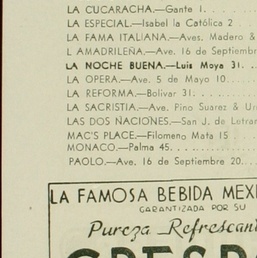 LA CUCARACHA.—Gante 1.
LA ESPECIAL.—Isabel la Católica 2
LA FAMA ITALIANA.—Aves. Madero &
L AMADRILEÑA.—Ave. 16 de Septiembr
LA NOCHE BUENA.—Luis Moya 31. . . .
LA OPERA.—Ave. 5 de Mayo 10. . . .
LA REFORMA.—Bolivar 31. . . . . .
LA SACRISTIA.—Ave. Pino Suarez & Ur
LAS DOS NACIONES.—San J. de Letran
MAC'S PLACE.—Filomeno Mata 15
MONACO.—Palma 45. . . . . . . .
PAOLO.—Ave. 16 de Septiembre 20. . .
LA FAMOSA BEBIDA MEXI
GARANTIZADA POR SU
Pureza Refrescant